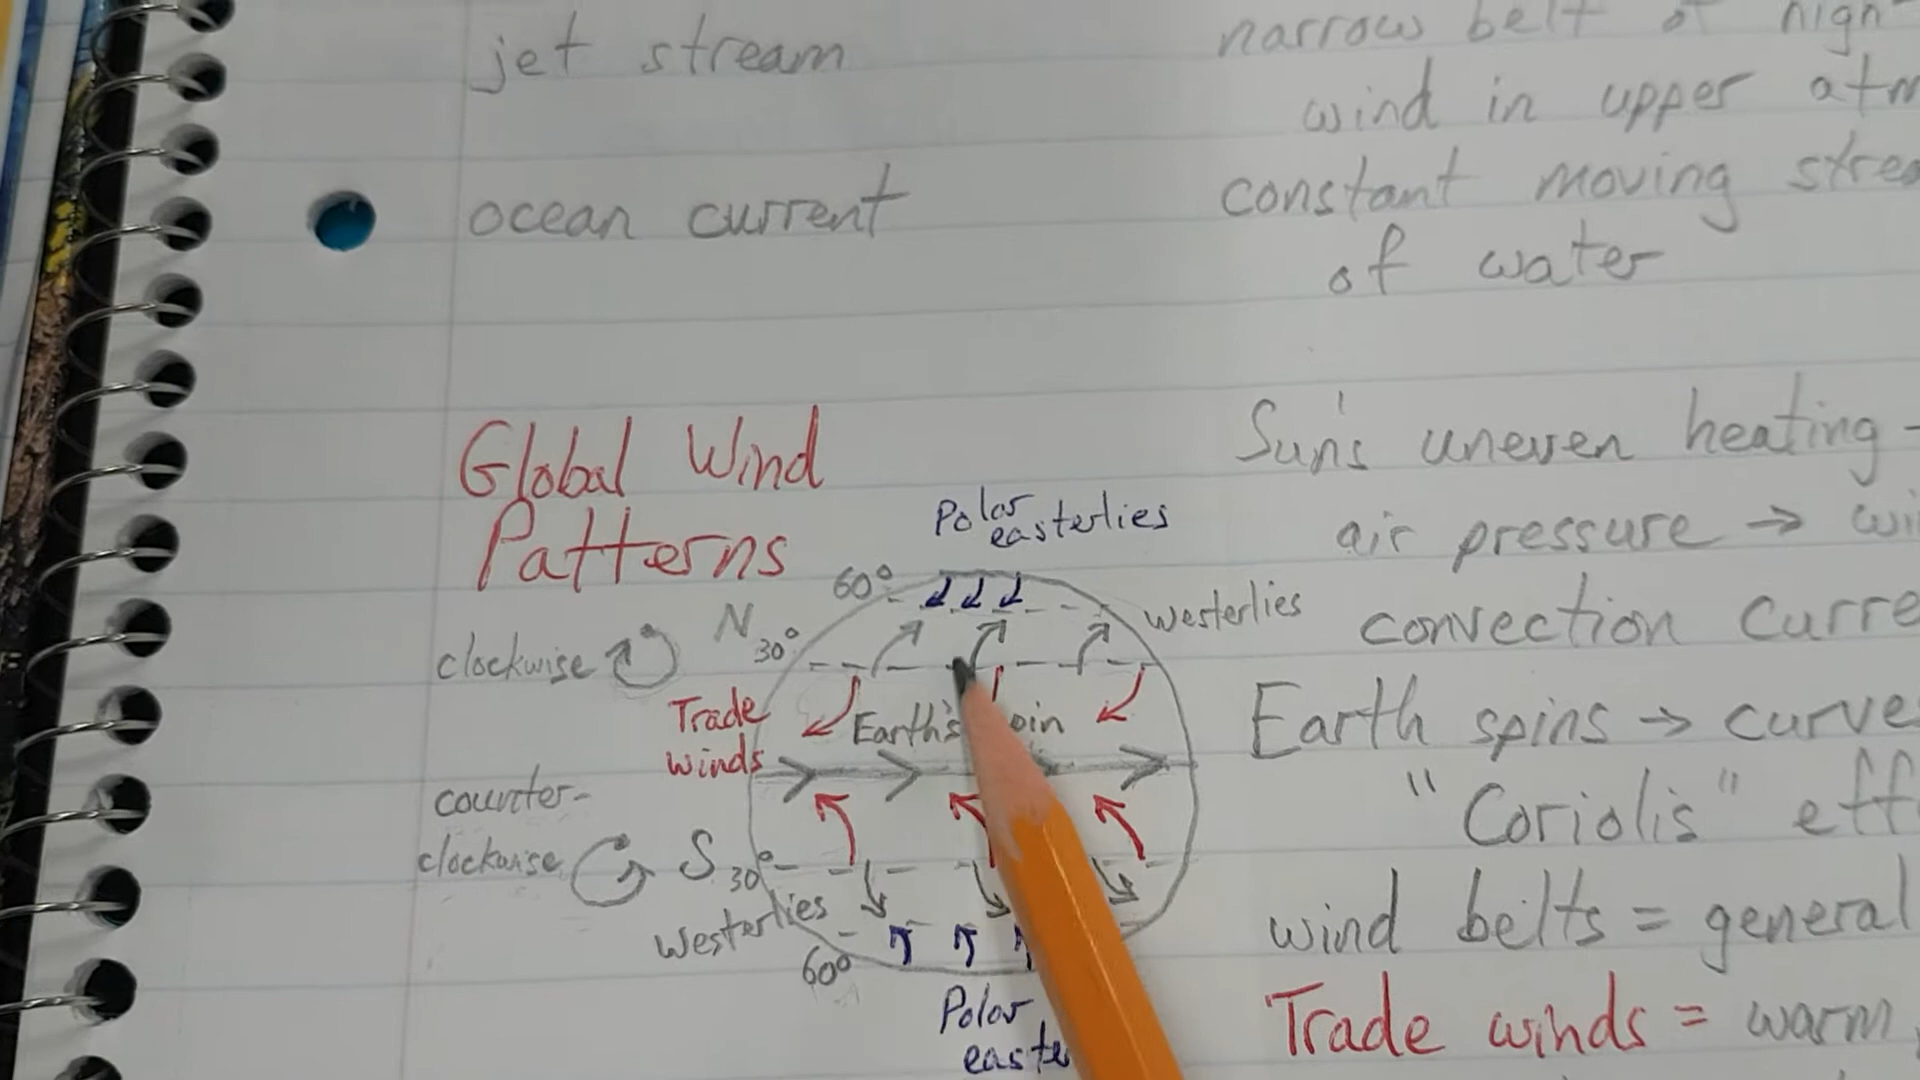 jet stream
narrow belt of high-
wind in upper
ocean current
constant moving
of water
Global Wind
Patterns
Sun's uneven heating
air pressure →
Polar
easterlies
60°
Westerlies
convection
N
30°
clockwise
Trade
winds
Earth's
Earth spins →
counter-
clockwise
"Coriolis"
S
30°
Westerlies
60°
wind belts = general
Polar
Trade winds = warm